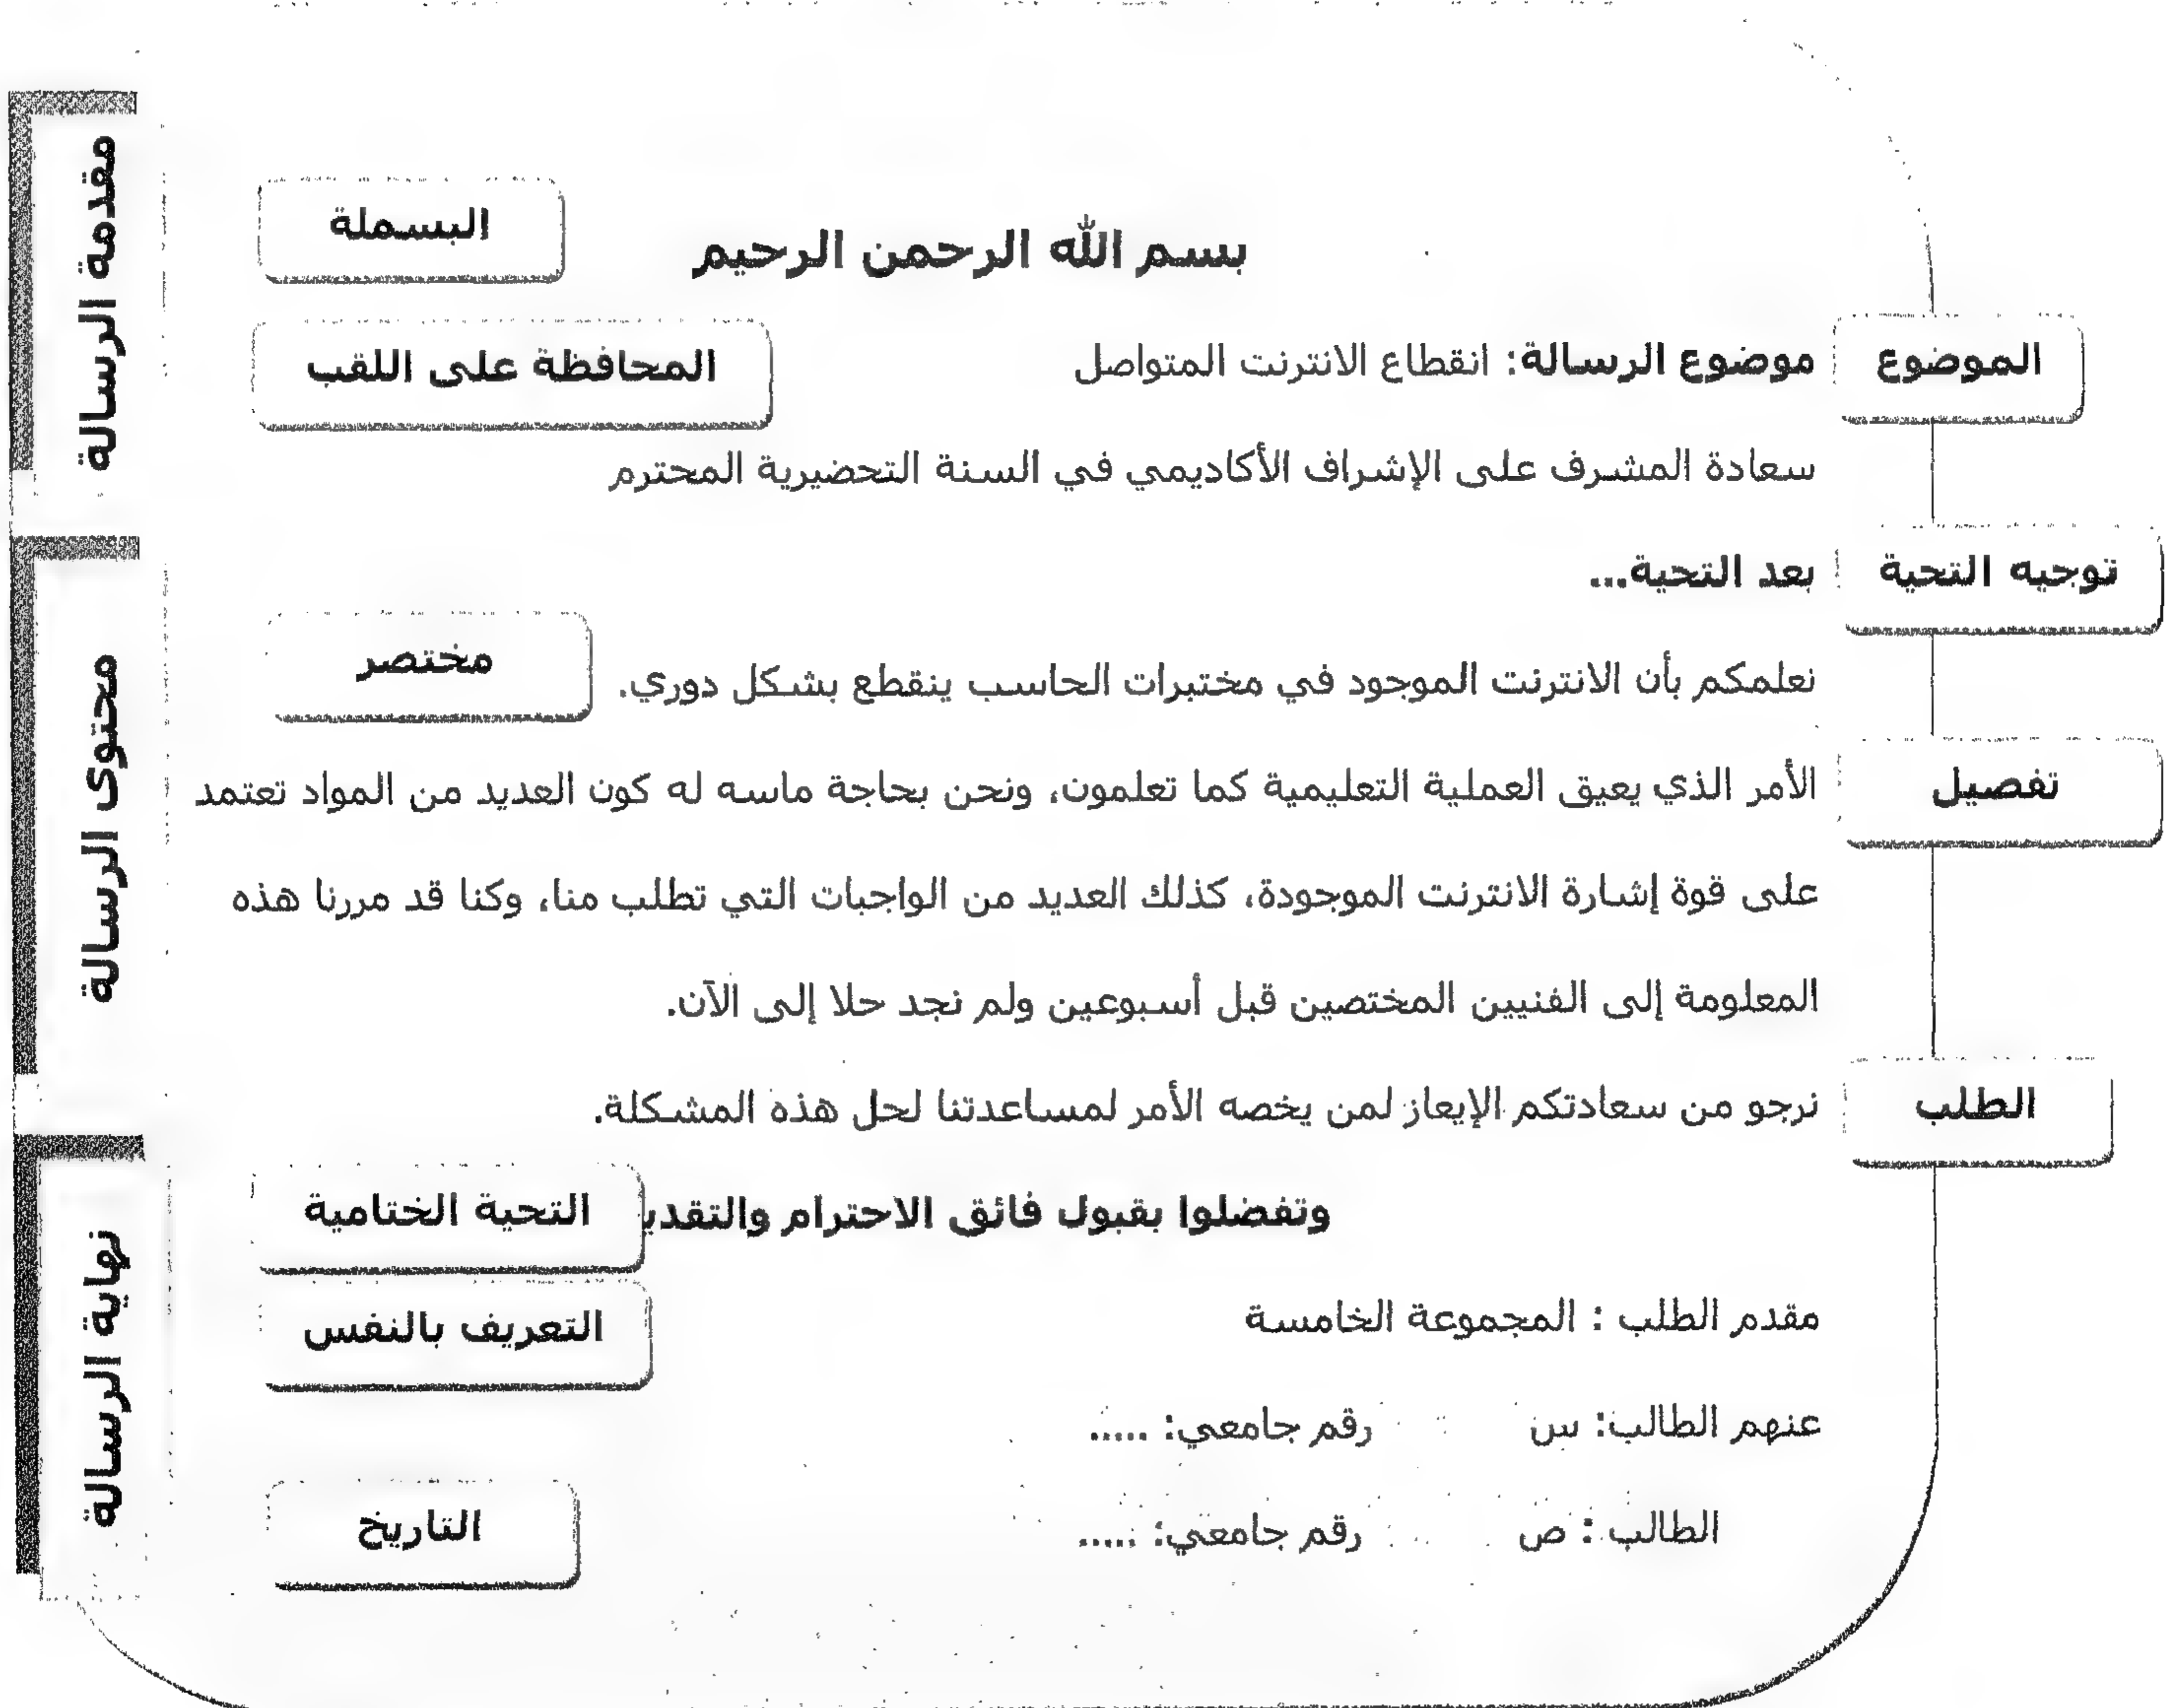 مقدمة الرسالة
البسملة
بسم الله الرحمن الرحيم
الموضوع
موضوع الرسالة: انقطاع الانترنت المتواصل
المحافظة على اللقب
سعادة المشرف على الإشراف الأكاديمي في السنة التحضيرية المحترم
توجيه التحية
بعد التحية...
محتوى الرسالة
نعلمكم بأن الانترنت الموجود في مختبرات الحاسب ينقطع بشكل دوري.
مختصر
تفصيل
الأمر الذي يعيق العملية التعليمية كما تعلمون، ونحن بحاجة ماسه له كون العديد من المواد تعتمد
على قوة إشارة الانترنت الموجودة، كذلك العديد من الواجبات التي تطلب منا، وكنا قد مررنا هذه
المعلومة إلى الفنيين المختصين قبل أسبوعين ولم نجد حلا إلى الآن.
الطلب
نرجو من سعادتكم الإيعاز لمن يخصه الأمر لمساعدتنا لحل هذه المشكلة.
نهاية الرسالة
وتفضلوا بقبول فائق الاحترام والتقدي
التحية الختامية
مقدم الطلب : المجموعة الخامسة
التعريف بالنفس
عنهم الطالب: س رقم جامعي: .....
الطالب : ص رقم جامعي: .....
التاريخ